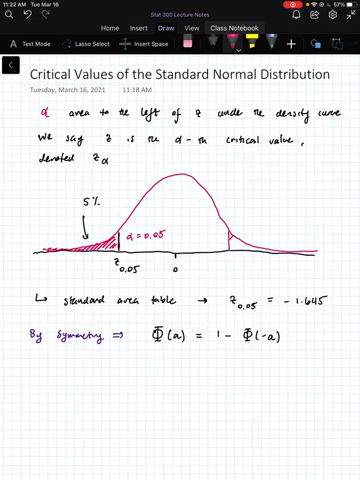 11:22 AM Tue Mar 16
57%
Stat 300 Lecture Notes
Home Insert Draw View Class Notebook
Text Mode Lasso Select Insert Space
Critical Values of the Standard Normal Distribution
Tuesday, March 16, 2021 11:18 AM
α area to the left of z under the density curve
We say z is the α-th critical value,
denoted z_α
5%
α = 0.05
z_0.05 0
↳ standard area table → z_0.05 = -1.645
By Symmetry ⇒ Φ(a) = 1 - Φ(-a)